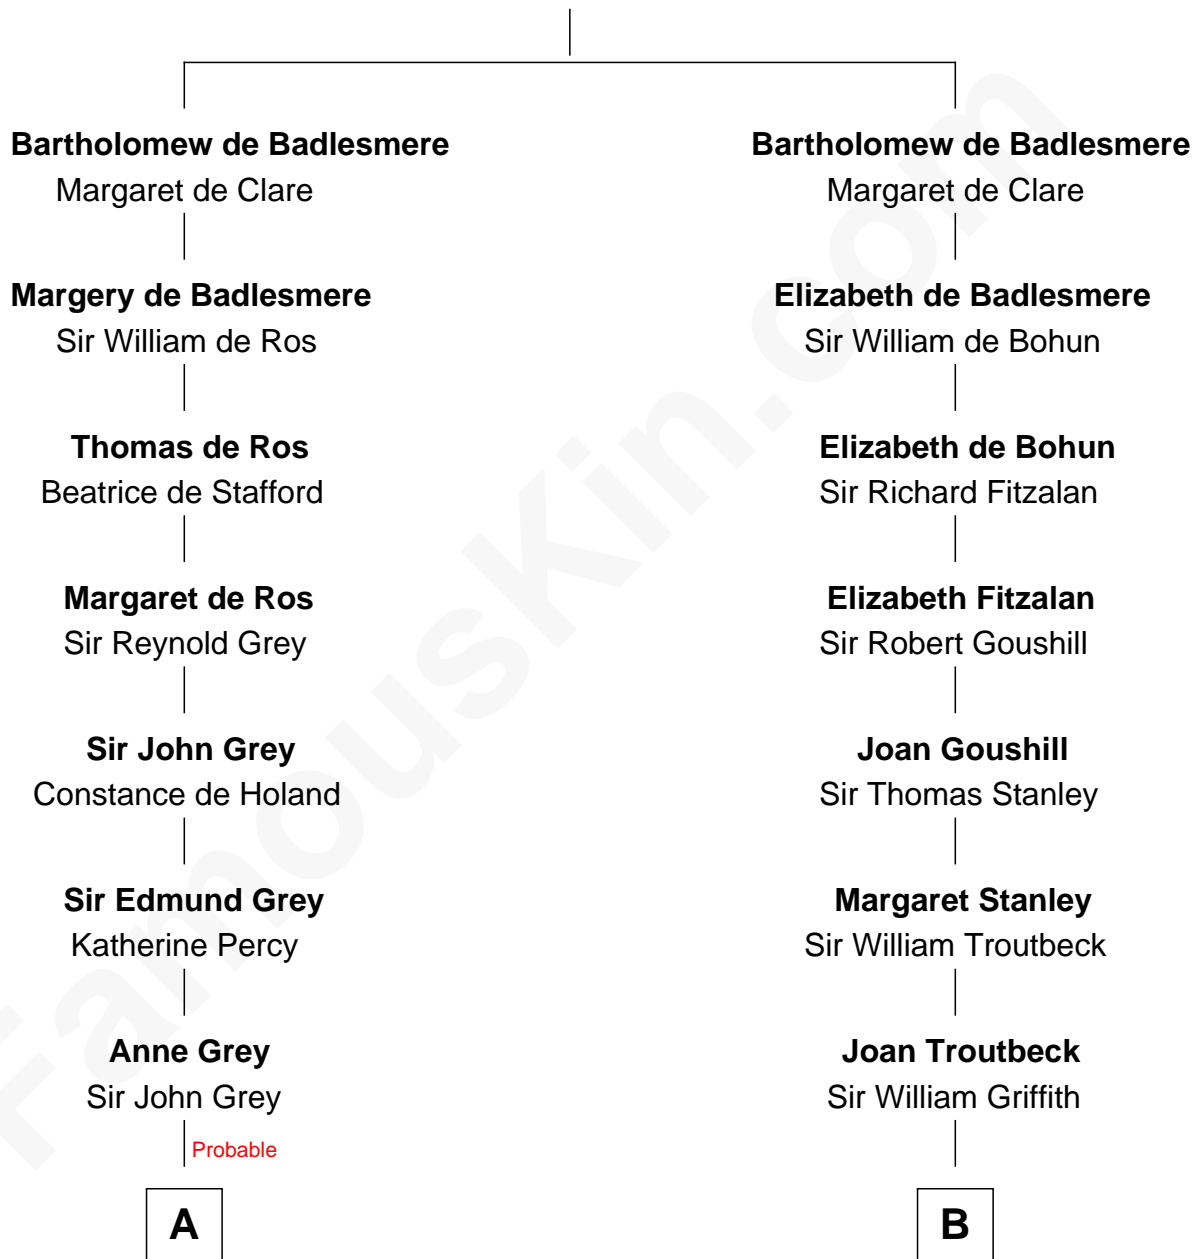 Bartholomew de Badlesmere
Margaret de Clare
Margery de Badlesmere
Sir William de Ros
Thomas de Ros
Beatrice de Stafford
Margaret de Ros
Sir Reynold Grey
Sir John Grey
Constance de Holand
Sir Edmund Grey
Katherine Percy
Anne Grey
Sir John Grey
Probable
A
Bartholomew de Badlesmere
Margaret de Clare
Elizabeth de Badlesmere
Sir William de Bohun
Elizabeth de Bohun
Sir Richard Fitzalan
Elizabeth Fitzalan
Sir Robert Goushill
Joan Goushill
Sir Thomas Stanley
Margaret Stanley
Sir William Troutbeck
Joan Troutbeck
Sir William Griffith
B
FamousKin.com